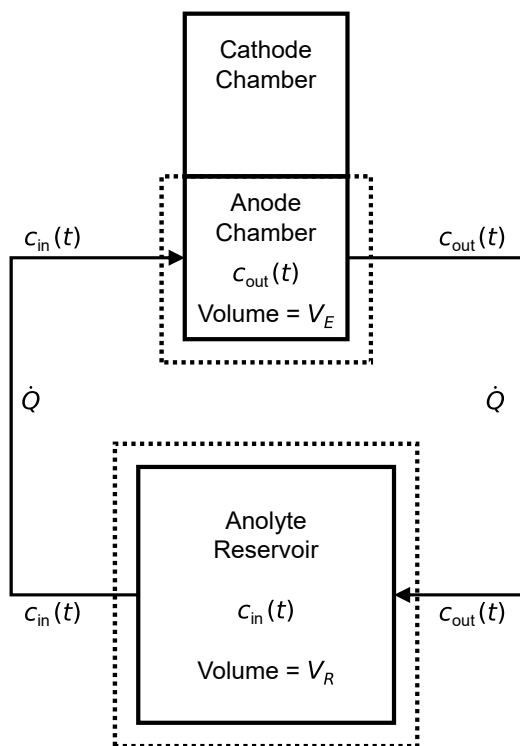 Cathode
Chamber
Anode
Chamber
c_out(t)
Volume = V_E
c_in(t)
c_out(t)
Q̇
Q̇
Anolyte
Reservoir
c_in(t)
Volume = V_R
c_in(t)
c_out(t)